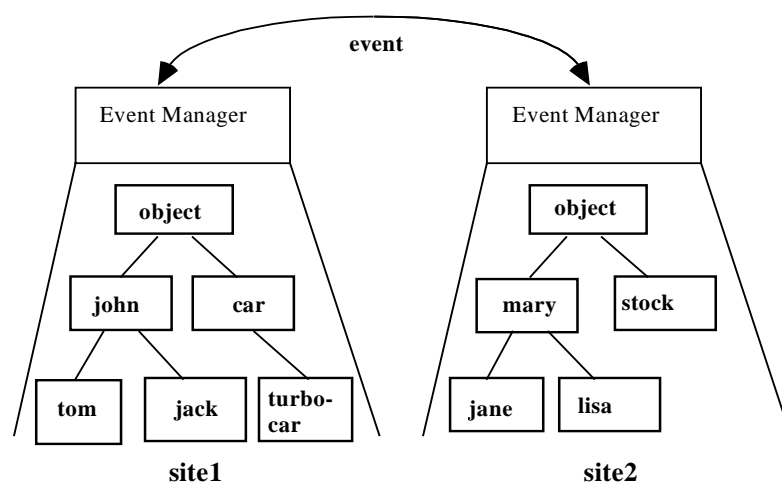 event
Event Manager
object
john
car
tom
jack
turbo-
car
site1
Event Manager
object
mary
stock
jane
lisa
site2